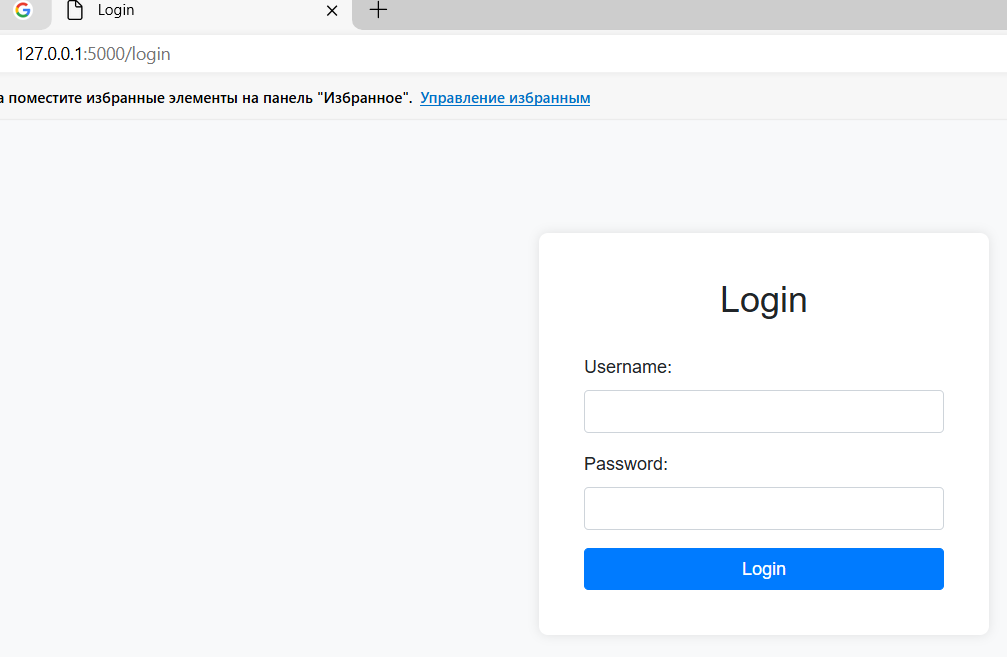 Login
127.0.0.1:5000/login
а поместите избранные элементы на панель "Избранное". Управление избранным
Login
Username:
Password:
Login